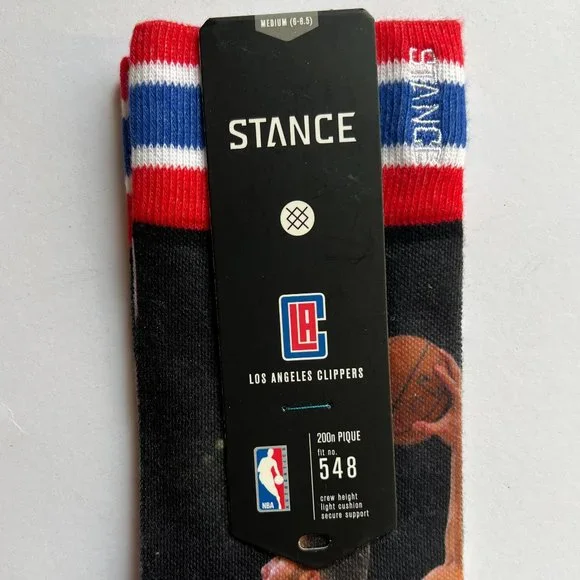 MEDIUM (6-8.5)
STANCE
STANCE
LA
LOS ANGELES CLIPPERS
200n PIQUE
fit no.
548
NBA
crew height
light cushion
secure support